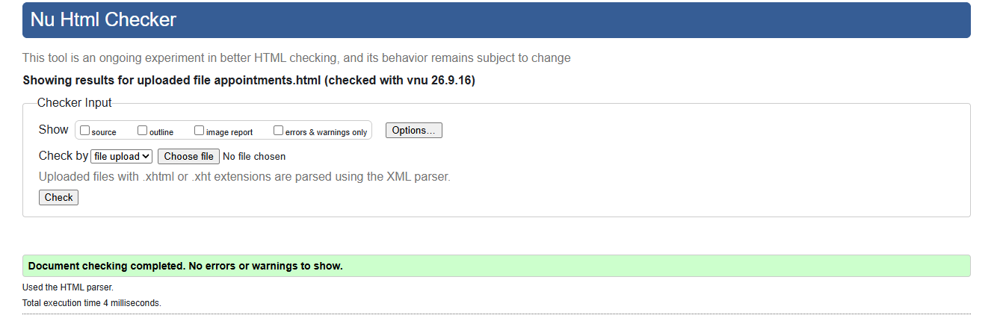 Nu Html Checker
This tool is an ongoing experiment in better HTML checking, and its behavior remains subject to change
Showing results for uploaded file appointments.html (checked with vnu 26.9.16)
Checker Input
Show source outline image report errors & warnings only Options...
Check by file upload Choose file No file chosen
Uploaded files with .xhtml or .xht extensions are parsed using the XML parser.
Check
Document checking completed. No errors or warnings to show.
Used the HTML parser.
Total execution time 4 milliseconds.